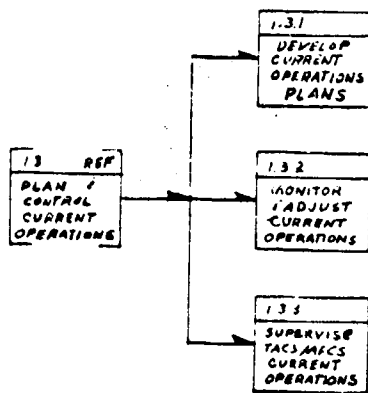 1.3.1
DEVELOP
CURRENT
OPERATIONS
PLANS
1.3 REF
PLAN &
CONTROL
CURRENT
OPERATIONS
1.3.2
MONITOR
&ADJUST
CURRENT
OPERATIONS
1.3.3
SUPERVISE
TACS/MFCS
CURRENT
OPERATIONS